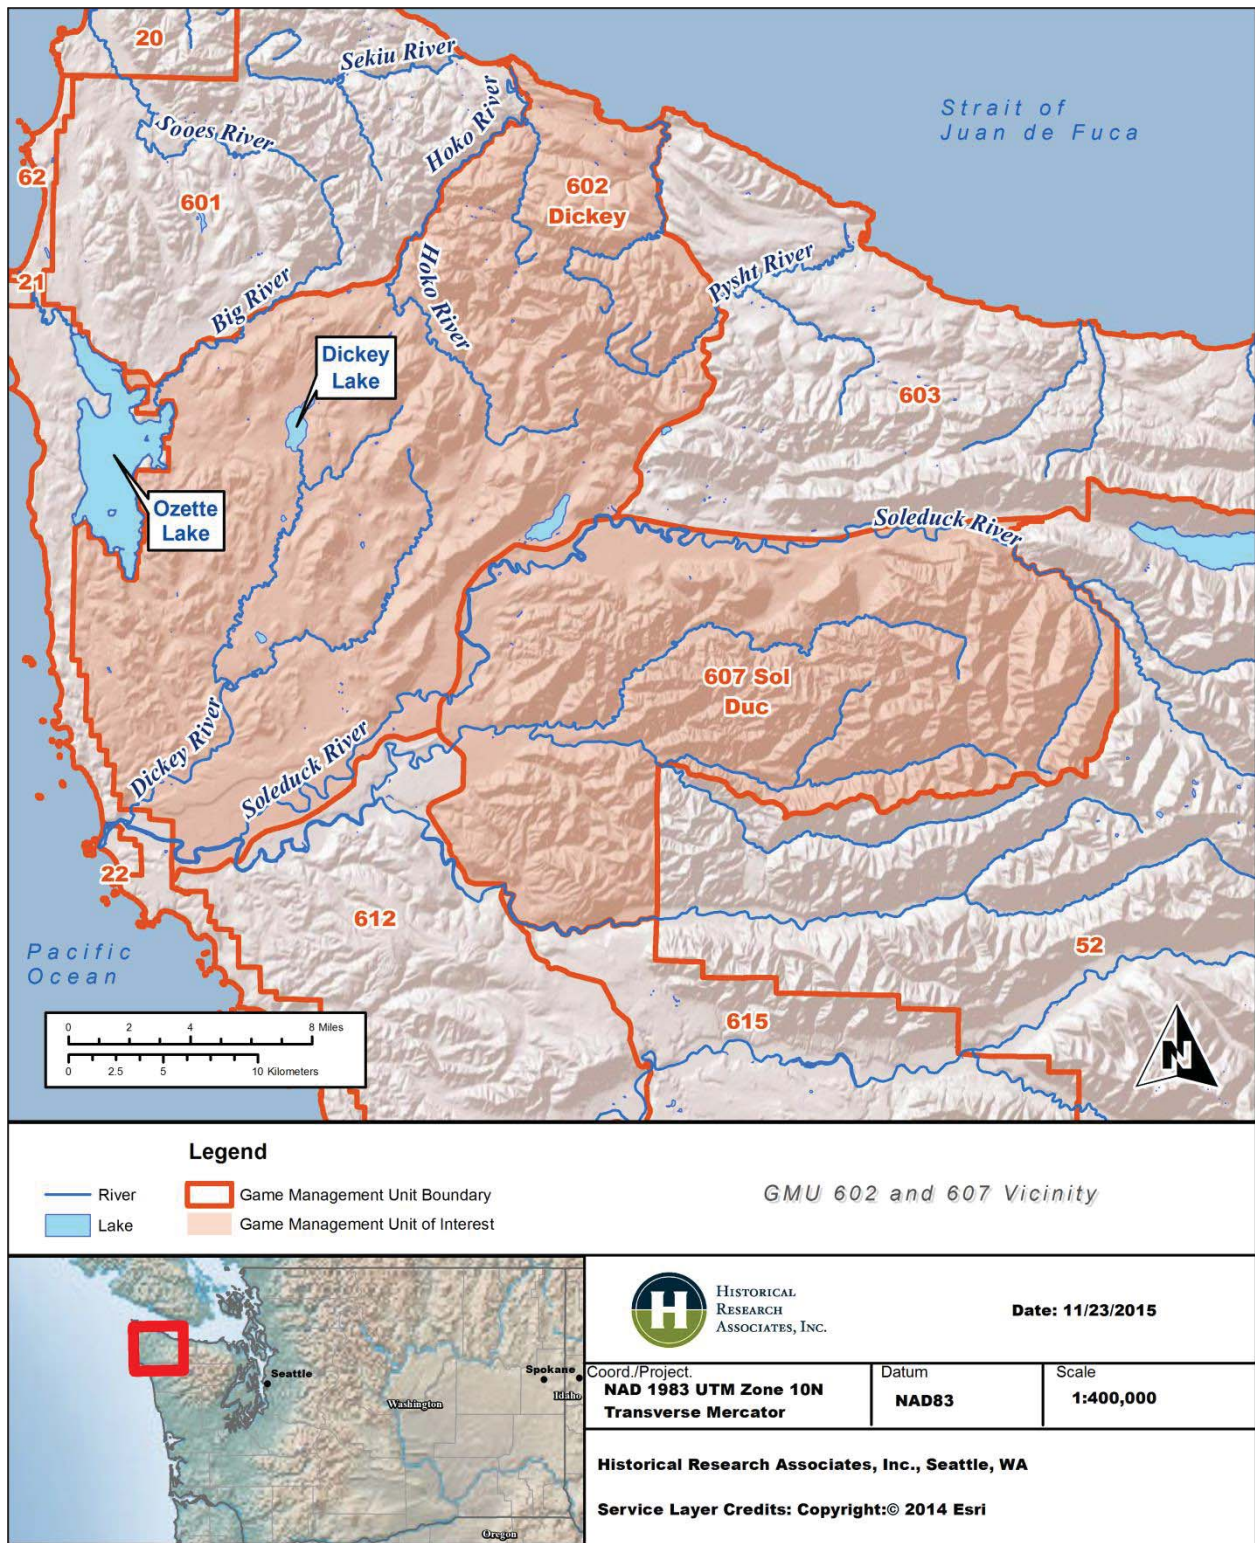 20
Sekiu River
Strait of
Juan de Fuca
Sooes River
Hoko River
62
601
602
Dickey
21
Big River
Hoko River
Pysht River
Dickey
Lake
603
Ozette
Lake
Soleduck River
607 Sol
Duc
Dickey River
Soleduck River
22
612
52
Pacific
Ocean
615
0 2 4 8 Miles
0 2.5 5 10 Kilometers
N
Legend
River
Game Management Unit Boundary
Lake
Game Management Unit of Interest
GMU 602 and 607 Vicinity
Seattle
Spokane
Idaho
Washington
Oregon
H
HISTORICAL
RESEARCH
ASSOCIATES, INC.
Date: 11/23/2015
Coord./Project.
NAD 1983 UTM Zone 10N
Transverse Mercator
Datum
NAD83
Scale
1:400,000
Historical Research Associates, Inc., Seattle, WA
Service Layer Credits: Copyright:© 2014 Esri